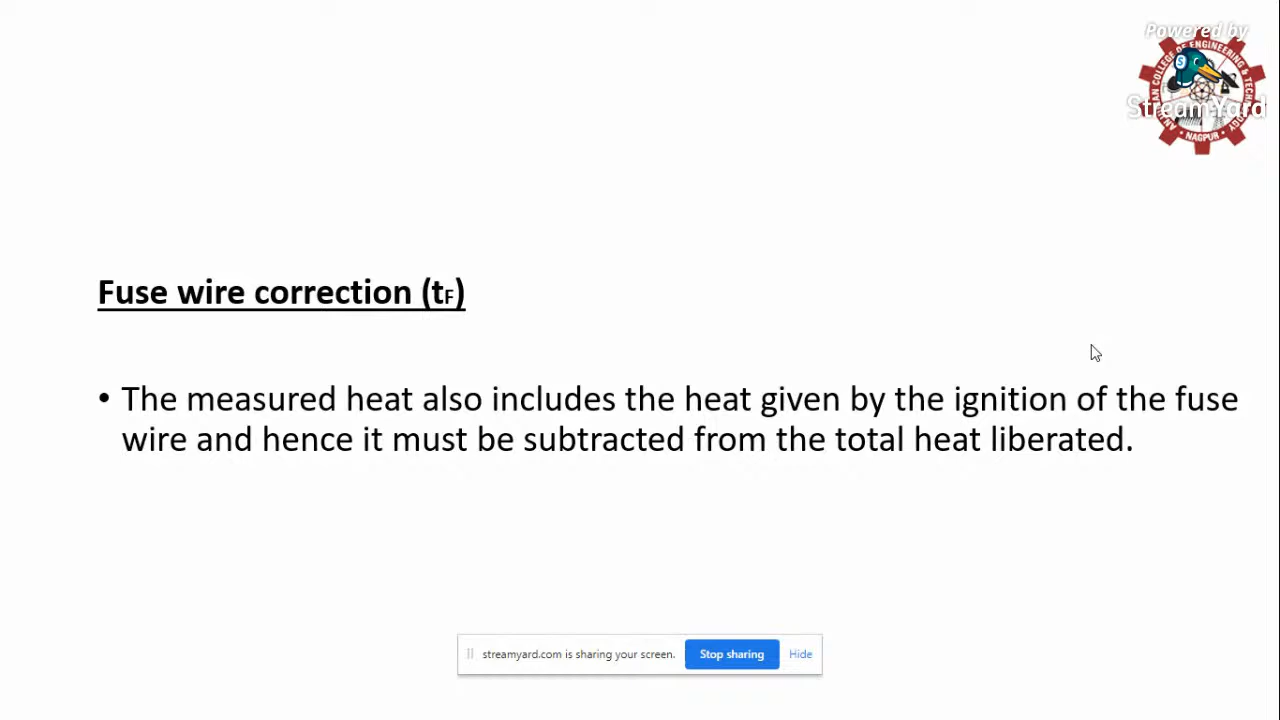 Powered by
StreamYard
NAGPUR
Fuse wire correction (tF)
• The measured heat also includes the heat given by the ignition of the fuse
wire and hence it must be subtracted from the total heat liberated.
streamyard.com is sharing your screen.
Stop sharing
Hide